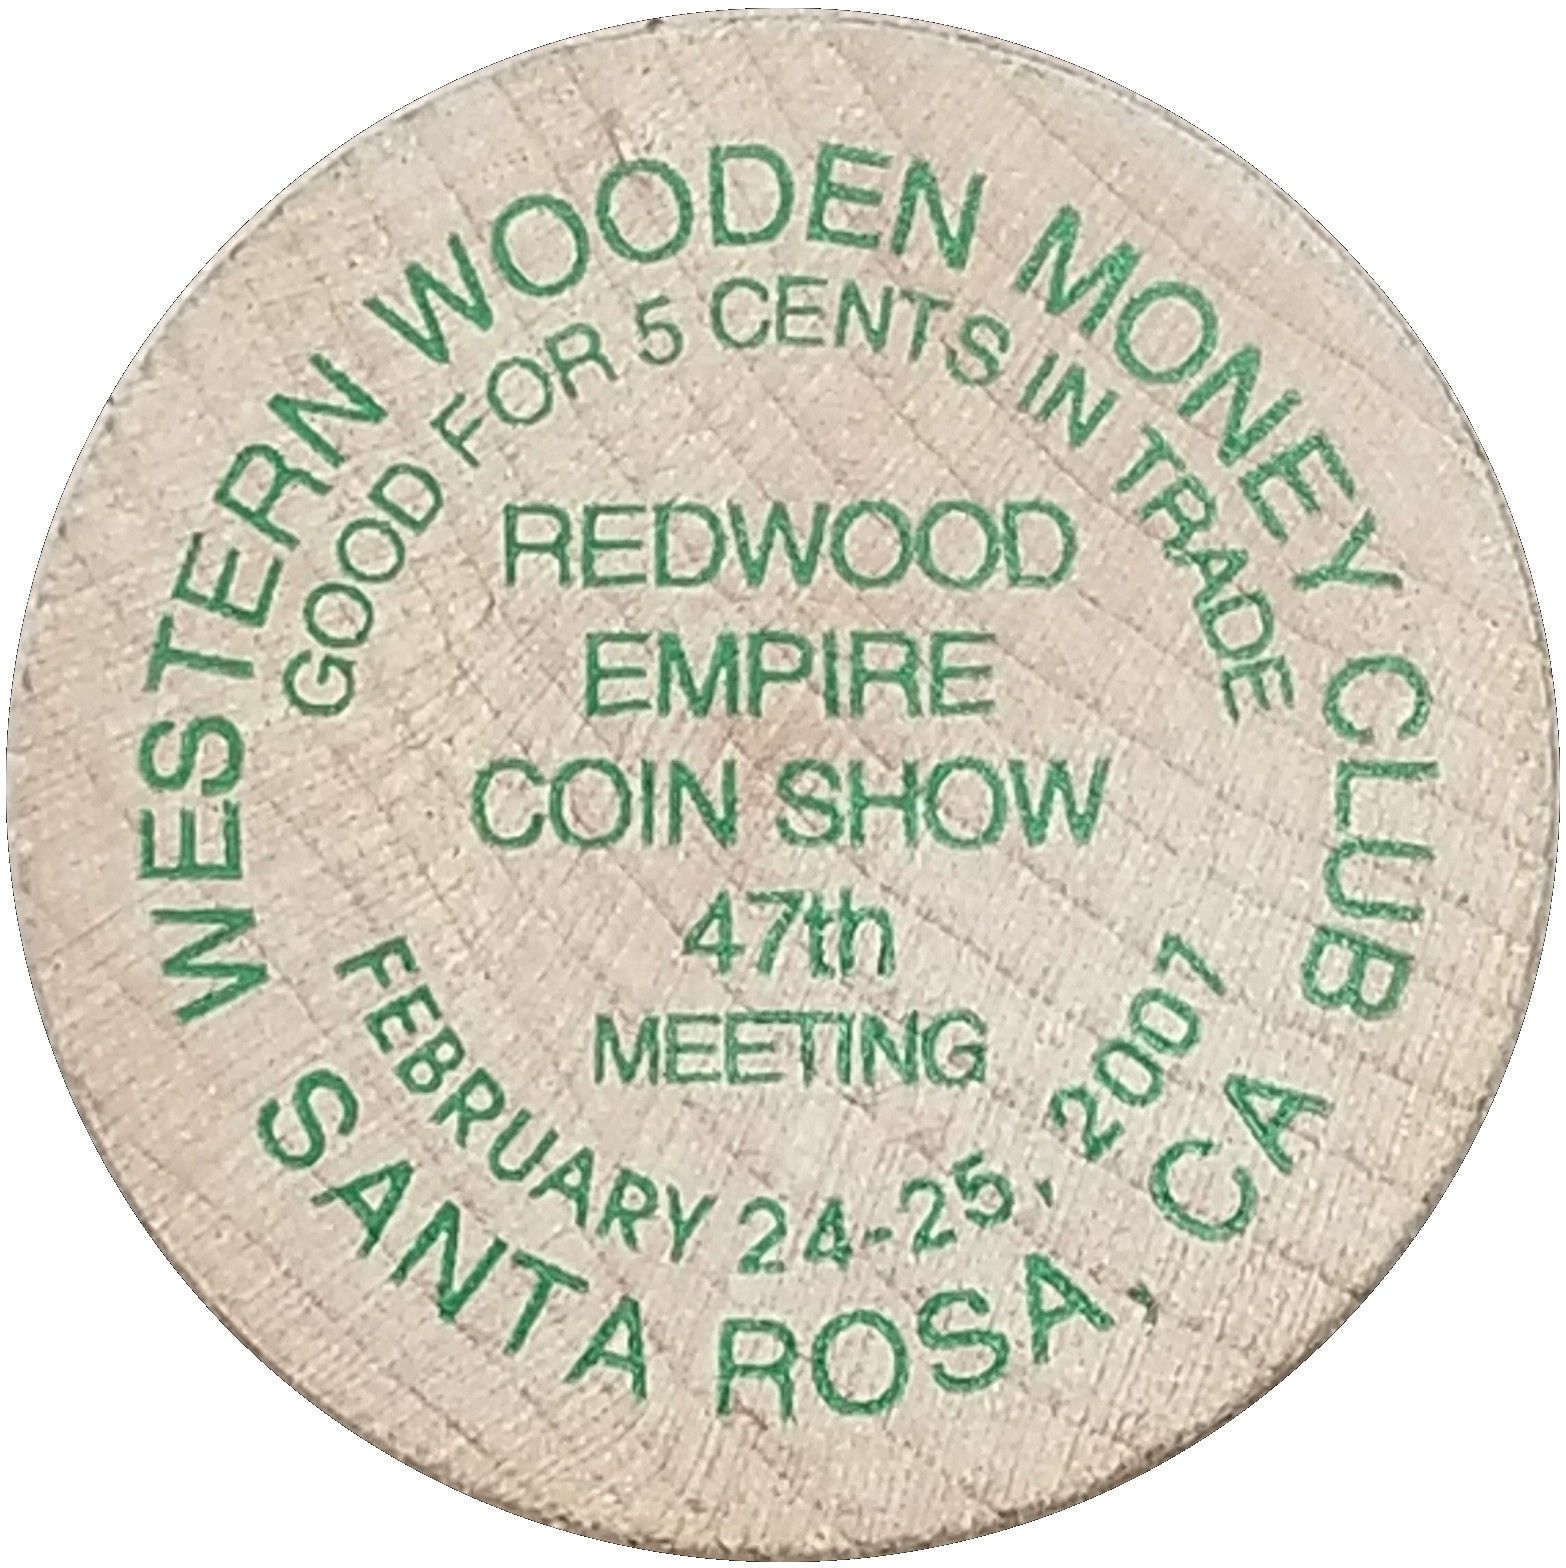 WESTERN WOODEN MONEY CLUB
GOOD FOR 5 CENTS IN TRADE
REDWOOD
EMPIRE
COIN SHOW
47th
MEETING
FEBRUARY 24-25, 2007
SANTA ROSA, CA